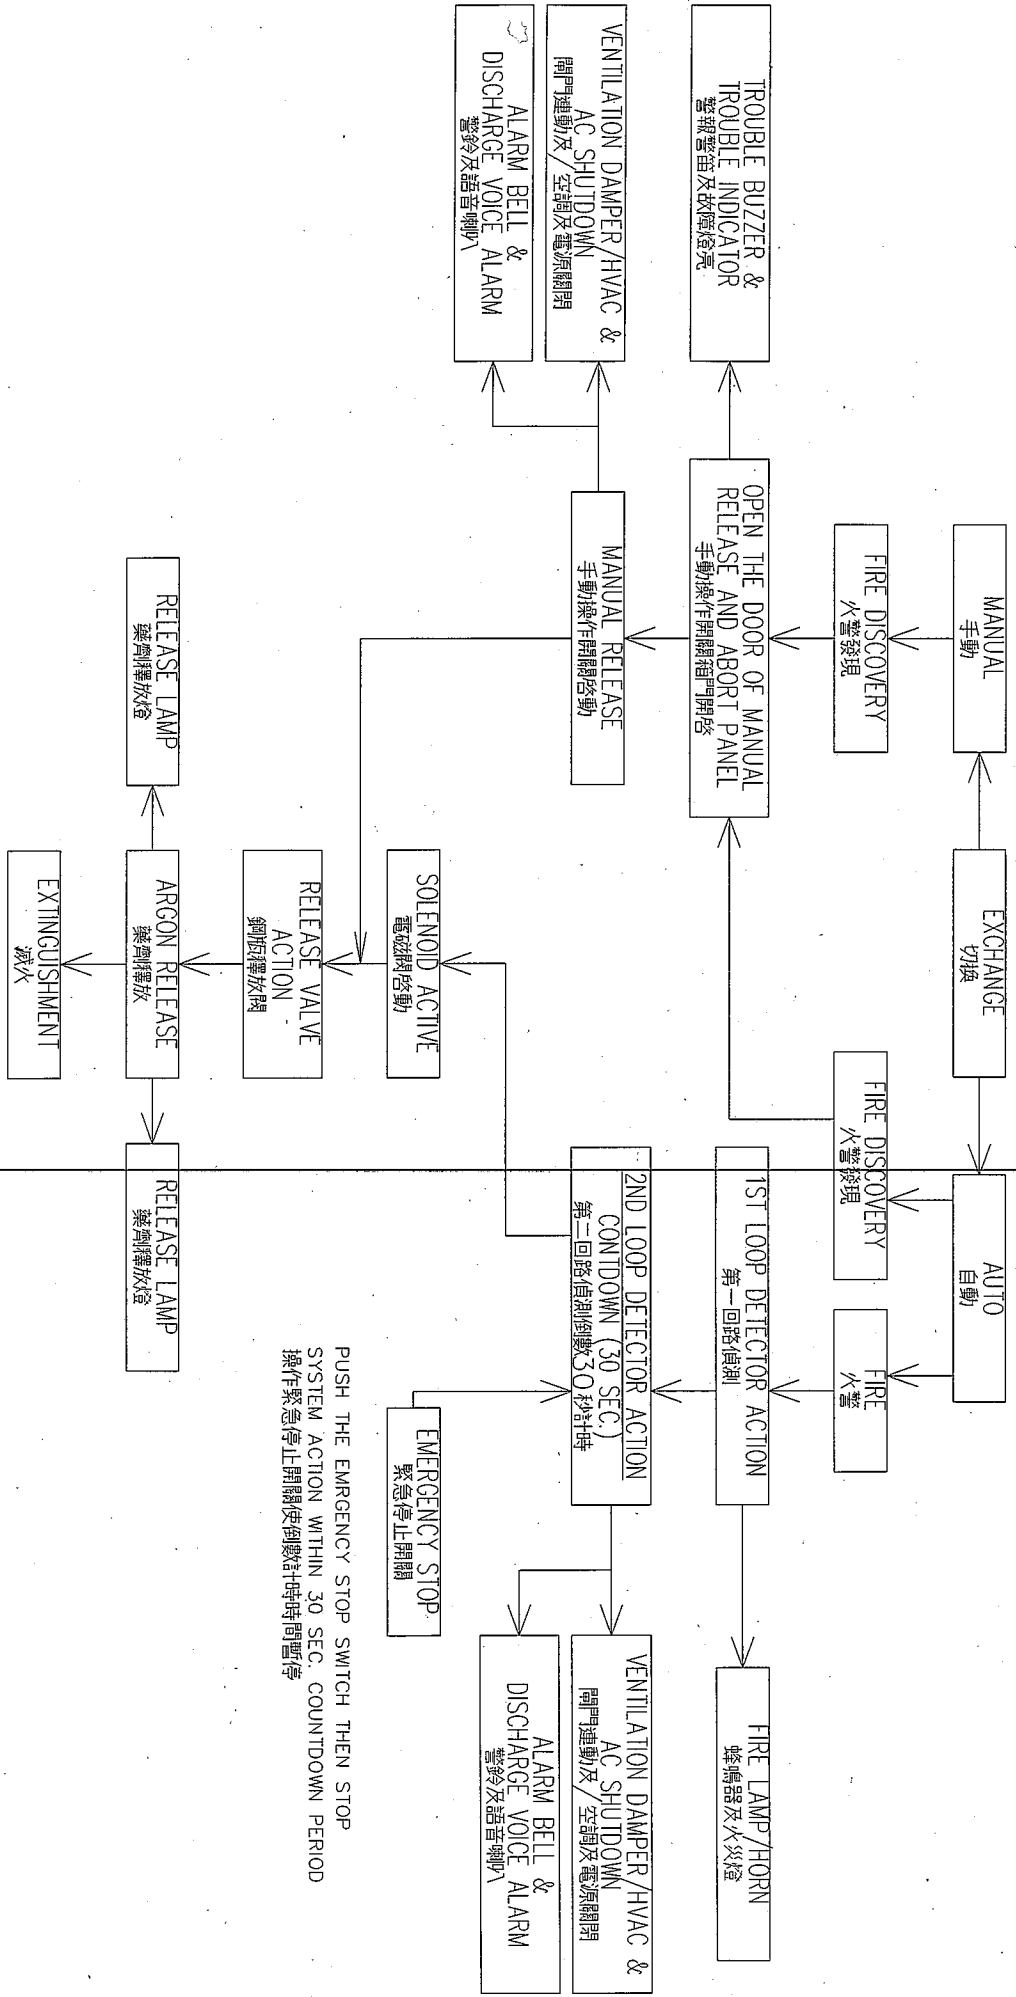 EXCHANGE
切換
MANUAL
手動
AUTO
自動
FIRE DISCOVERY
火警發現
FIRE DISCOVERY
火警發現
FIRE
火警
TROUBLE BUZZER &
TROUBLE INDICATOR
警報警笛及故障燈亮
OPEN THE DOOR OF MANUAL
RELEASE AND ABORT PANEL
手動操作開關箱門開啓
1ST LOOP DETECTOR ACTION
第一回路偵測
FIRE LAMP/HORN
蜂鳴器及火災燈
VENTILATION DAMPER/HVAC &
AC SHUTDOWN
閘門連動及/空調及電源關閉
MANUAL RELEASE
手動操作開關啓動
2ND LOOP DETECTOR ACTION
CONTDOWN (30 SEC.)
第二回路偵測倒數30秒計時
VENTILATION DAMPER/HVAC &
AC SHUTDOWN
閘門連動及/空調及電源關閉
ALARM BELL &
DISCHARGE VOICE ALARM
警鈴及語音喇叭
ALARM BELL &
DISCHARGE VOICE ALARM
警鈴及語音喇叭
SOLENOID ACTIVE
電磁閥啓動
EMERGENCY STOP
緊急停止開關
RELEASE VALVE
ACTION
鋼瓶釋放閥
PUSH THE EMRGENCY STOP SWITCH THEN STOP
SYSTEM ACTION WITHIN 30 SEC. COUNTDOWN PERIOD
操作緊急停止開關使倒數計時時間暫停
RELEASE LAMP
藥劑釋放燈
ARGON RELEASE
藥劑釋放
RELEASE LAMP
藥劑釋放燈
EXTINGUISHMENT
滅火